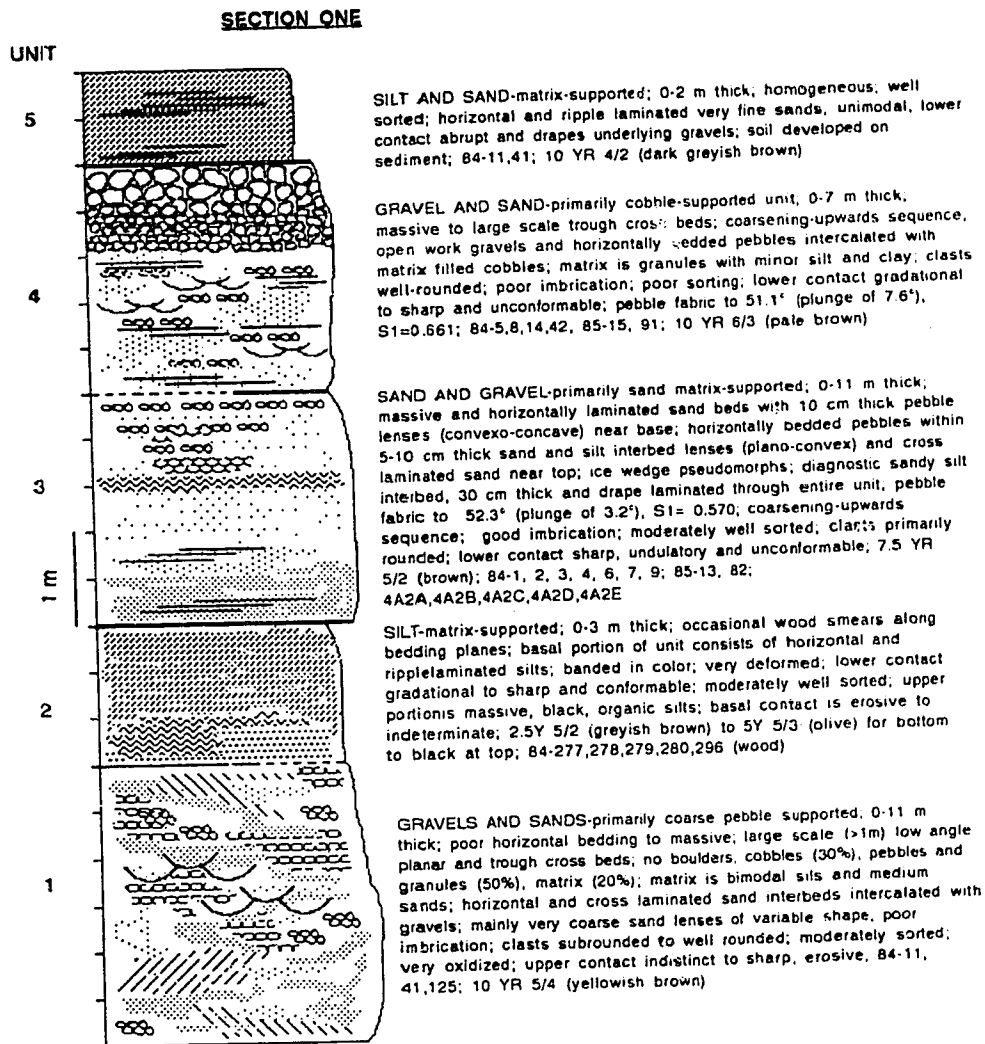 SECTION ONE
UNIT
5
SILT AND SAND-matrix-supported; 0-2 m thick; homogeneous; well
sorted; horizontal and ripple laminated very fine sands, unimodal, lower
contact abrupt and drapes underlying gravels; soil developed on
sediment; 84-11,41; 10 YR 4/2 (dark greyish brown)
4
GRAVEL AND SAND-primarily cobble-supported unit, 0-7 m thick;
massive to large scale trough cross beds; coarsening-upwards sequence,
open work gravels and horizontally bedded pebbles intercalated with
matrix filled cobbles; matrix is granules with minor silt and clay; clasts
well-rounded; poor imbrication; poor sorting; lower contact gradational
to sharp and unconformable; pebble fabric to 51.1° (plunge of 7.6°),
S1=0.661; 84-5,8,14,42, 85-15, 91; 10 YR 6/3 (pale brown)
3
1 m
SAND AND GRAVEL-primarily sand matrix-supported; 0-11 m thick;
massive and horizontally laminated sand beds with 10 cm thick pebble
lenses (convexo-concave) near base; horizontally bedded pebbles within
5-10 cm thick sand and silt interbed lenses (plano-convex) and cross
laminated sand near top; ice wedge pseudomorphs; diagnostic sandy silt
interbed, 30 cm thick and drape laminated through entire unit, pebble
fabric to 52.3° (plunge of 3.2°), S1= 0.570; coarsening-upwards
sequence; good imbrication; moderately well sorted; clasts primarily
rounded; lower contact sharp, undulatory and unconformable; 7.5 YR
5/2 (brown); 84-1, 2, 3, 4, 6, 7, 9; 85-13, 82;
4A2A,4A2B,4A2C,4A2D,4A2E
2
SILT-matrix-supported; 0-3 m thick; occasional wood smears along
bedding planes; basal portion of unit consists of horizontal and
ripplelaminated silts; banded in color; very deformed; lower contact
gradational to sharp and conformable; moderately well sorted; upper
portionis massive, black, organic silts; basal contact is erosive to
indeterminate; 2.5Y 5/2 (greyish brown) to 5Y 5/3 (olive) for bottom
to black at top; 84-277,278,279,280,296 (wood)
1
GRAVELS AND SANDS-primarily coarse pebble supported; 0-11 m
thick; poor horizontal bedding to massive; large scale (>1m) low angle
planar and trough cross beds; no boulders, cobbles (30%), pebbles and
granules (50%), matrix (20%); matrix is bimodal sils and medium
sands; horizontal and cross laminated sand interbeds intercalated with
gravels; mainly very coarse sand lenses of variable shape, poor
imbrication; clasts subrounded to well rounded; moderately sorted;
very oxidized; upper contact indistinct to sharp, erosive, 84-11,
41,125; 10 YR 5/4 (yellowish brown)